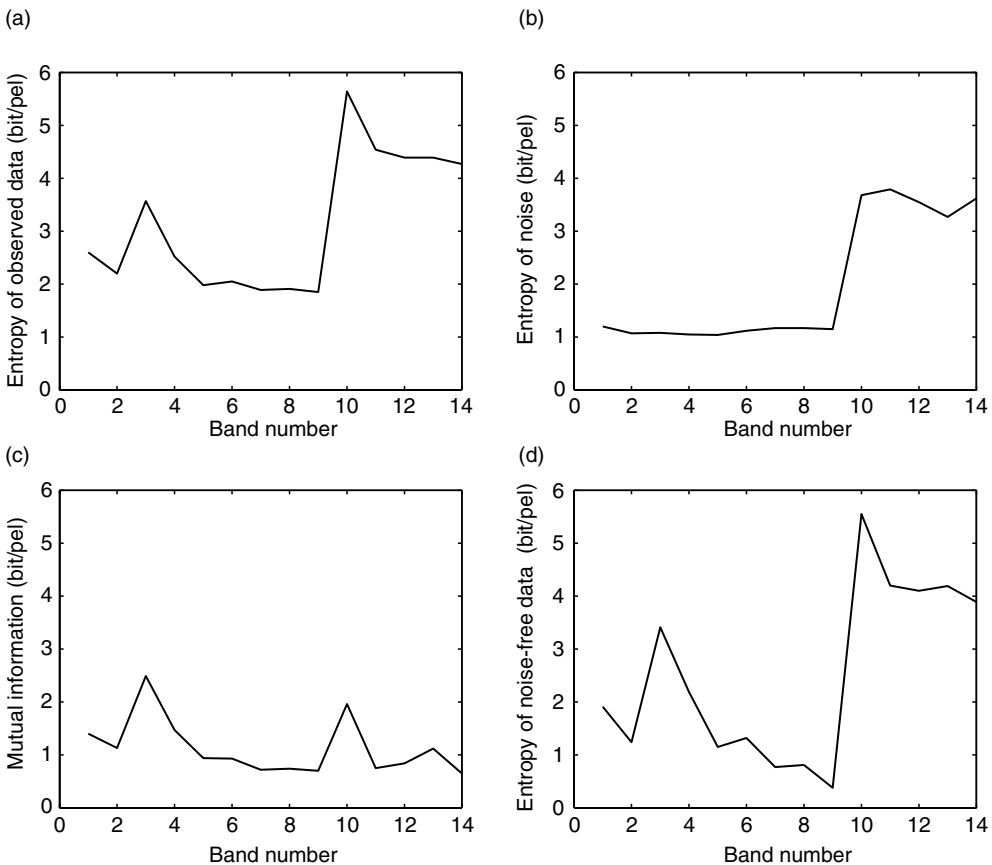 (a)
Entropy of observed data (bit/pel)
6
5
4
3
2
1
0
0 2 4 6 8 10 12 14
Band number
(b)
Entropy of noise (bit/pel)
6
5
4
3
2
1
0
0 2 4 6 8 10 12 14
Band number
(c)
Mutual information (bit/pel)
6
5
4
3
2
1
0
0 2 4 6 8 10 12 14
Band number
(d)
Entropy of noise-free data (bit/pel)
6
5
4
3
2
1
0
0 2 4 6 8 10 12 14
Band number